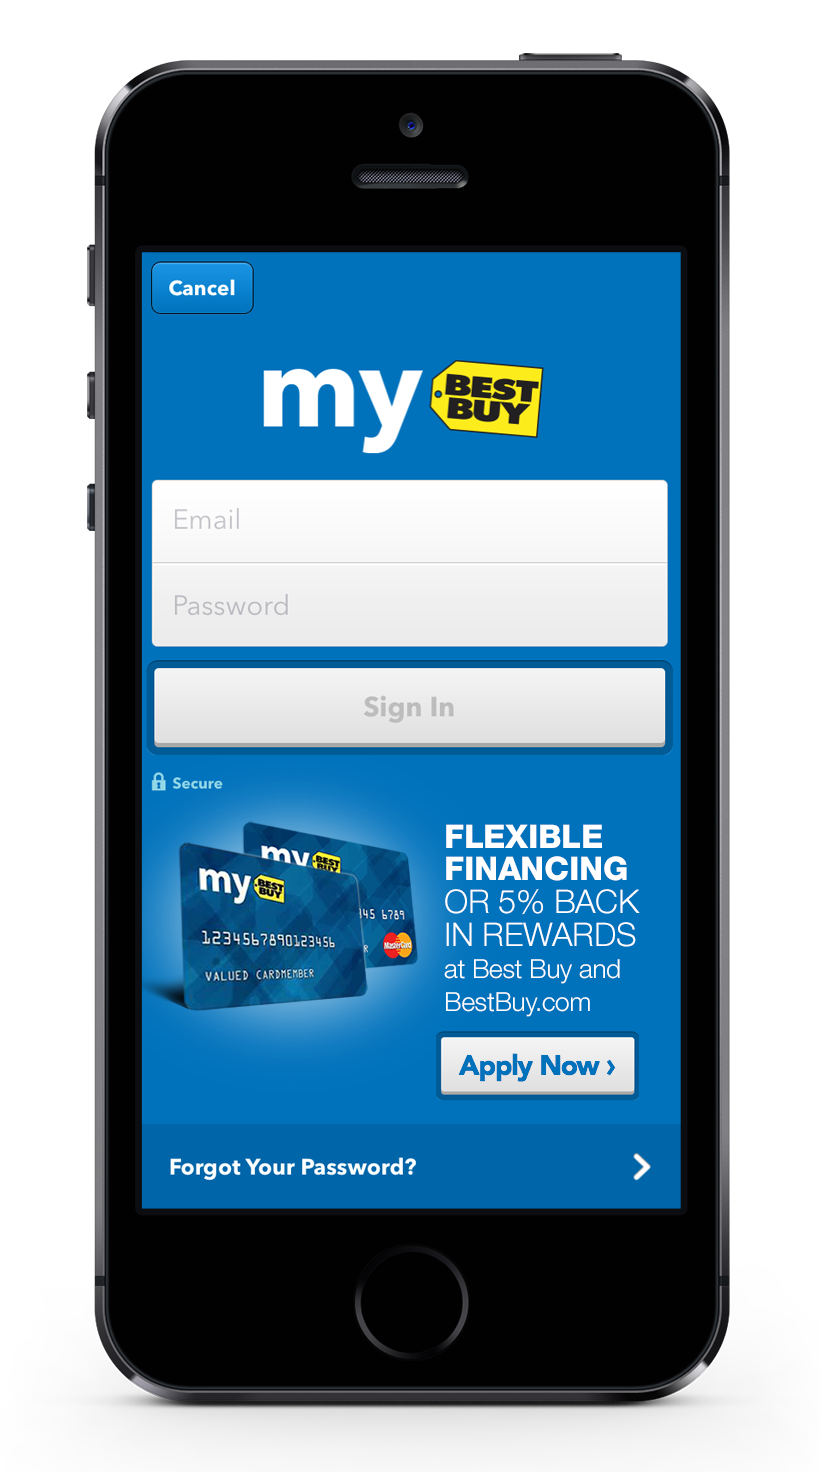 Cancel
my BEST BUY
Email
Password
Sign In
Secure
FLEXIBLE
FINANCING
OR 5% BACK
IN REWARDS
at Best Buy and
BestBuy.com
Apply Now ›
my BEST BUY
my BEST BUY
345 6789
MasterCard
1234567890123456
VALUED CARDMEMBER
Forgot Your Password?